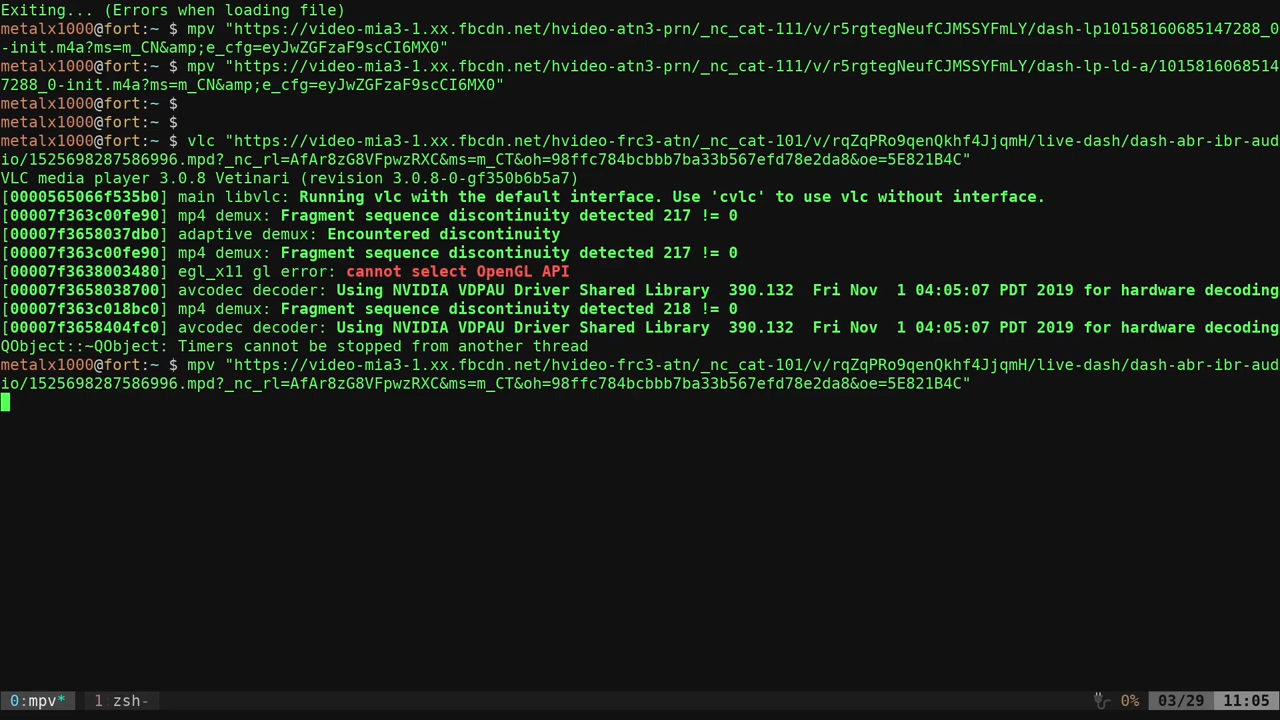 Exiting... (Errors when loading file)
metalx1000@fort:~ $ mpv "https://video-mia3-1.xx.fbcdn.net/hvideo-atn3-prn/_nc_cat-111/v/r5rgtegNeufCJMSSYFmLY/dash-lp10158160685147288_0
-init.m4a?ms=m_CN&amp;e_cfg=eyJwZGFzaF9scCI6MX0"
metalx1000@fort:~ $ mpv "https://video-mia3-1.xx.fbcdn.net/hvideo-atn3-prn/_nc_cat-111/v/r5rgtegNeufCJMSSYFmLY/dash-lp-ld-a/1015816068514
7288_0-init.m4a?ms=m_CN&amp;e_cfg=eyJwZGFzaF9scCI6MX0"
metalx1000@fort:~ $
metalx1000@fort:~ $
metalx1000@fort:~ $ vlc "https://video-mia3-1.xx.fbcdn.net/hvideo-frc3-atn/_nc_cat-101/v/rqZqPRo9qenQkhf4JjqmH/live-dash/dash-abr-ibr-aud
io/1525698287586996.mpd?_nc_rl=AfAr8zG8VFpwzRXC&ms=m_CT&oh=98ffc784bcbbb7ba33b567efd78e2da8&oe=5E821B4C"
VLC media player 3.0.8 Vetinari (revision 3.0.8-0-gf350b6b5a7)
[0000565066f535b0] main libvlc: Running vlc with the default interface. Use 'cvlc' to use vlc without interface.
[00007f363c00fe90] mp4 demux: Fragment sequence discontinuity detected 217 != 0
[00007f3658037db0] adaptive demux: Encountered discontinuity
[00007f363c00fe90] mp4 demux: Fragment sequence discontinuity detected 217 != 0
[00007f3638003480] egl_x11 gl error: cannot select OpenGL API
[00007f3658038700] avcodec decoder: Using NVIDIA VDPAU Driver Shared Library  390.132  Fri Nov  1 04:05:07 PDT 2019 for hardware decoding
[00007f363c018bc0] mp4 demux: Fragment sequence discontinuity detected 218 != 0
[00007f3658404fc0] avcodec decoder: Using NVIDIA VDPAU Driver Shared Library  390.132  Fri Nov  1 04:05:07 PDT 2019 for hardware decoding
QObject::~QObject: Timers cannot be stopped from another thread
metalx1000@fort:~ $ mpv "https://video-mia3-1.xx.fbcdn.net/hvideo-frc3-atn/_nc_cat-101/v/rqZqPRo9qenQkhf4JjqmH/live-dash/dash-abr-ibr-aud
io/1525698287586996.mpd?_nc_rl=AfAr8zG8VFpwzRXC&ms=m_CT&oh=98ffc784bcbbb7ba33b567efd78e2da8&oe=5E821B4C"
0:mpv* 1 zsh- 0% 03/29 11:05